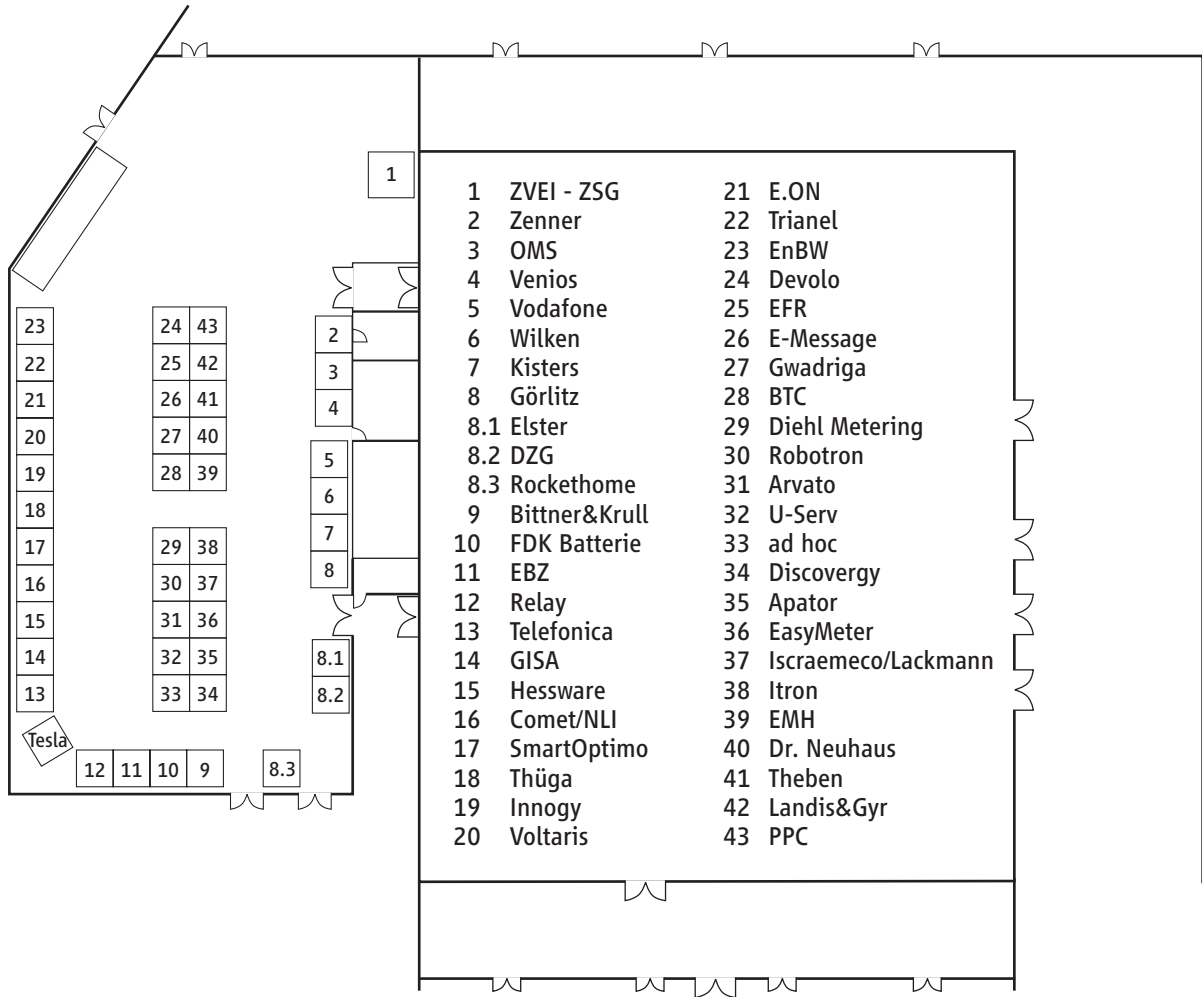 1
1 ZVEI - ZSG
2 Zenner
3 OMS
4 Venios
5 Vodafone
6 Wilken
7 Kisters
8 Görlitz
8.1 Elster
8.2 DZG
8.3 Rockethome
9 Bittner&Krull
10 FDK Batterie
11 EBZ
12 Relay
13 Telefonica
14 GISA
15 Hessware
16 Comet/NLI
17 SmartOptimo
18 Thüga
19 Innogy
20 Voltaris
21 E.ON
22 Trianel
23 EnBW
24 Devolo
25 EFR
26 E-Message
27 Gwadriga
28 BTC
29 Diehl Metering
30 Robotron
31 Arvato
32 U-Serv
33 ad hoc
34 Discovergy
35 Apator
36 EasyMeter
37 Iscraemeco/Lackmann
38 Itron
39 EMH
40 Dr. Neuhaus
41 Theben
42 Landis&Gyr
43 PPC
23
22
21
20
19
18
17
16
15
14
13
Tesla
24 43
25 42
26 41
27 40
28 39
29 38
30 37
31 36
32 35
33 34
2
3
4
5
6
7
8
8.1
8.2
12 11 10 9
8.3